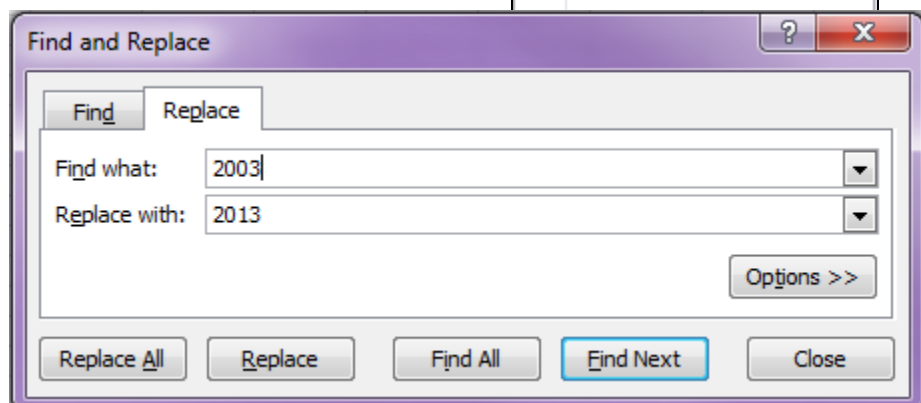 Find and Replace
Find Replace
Find what: 2003
Replace with: 2013
Options >>
Replace All Replace Find All Find Next Close